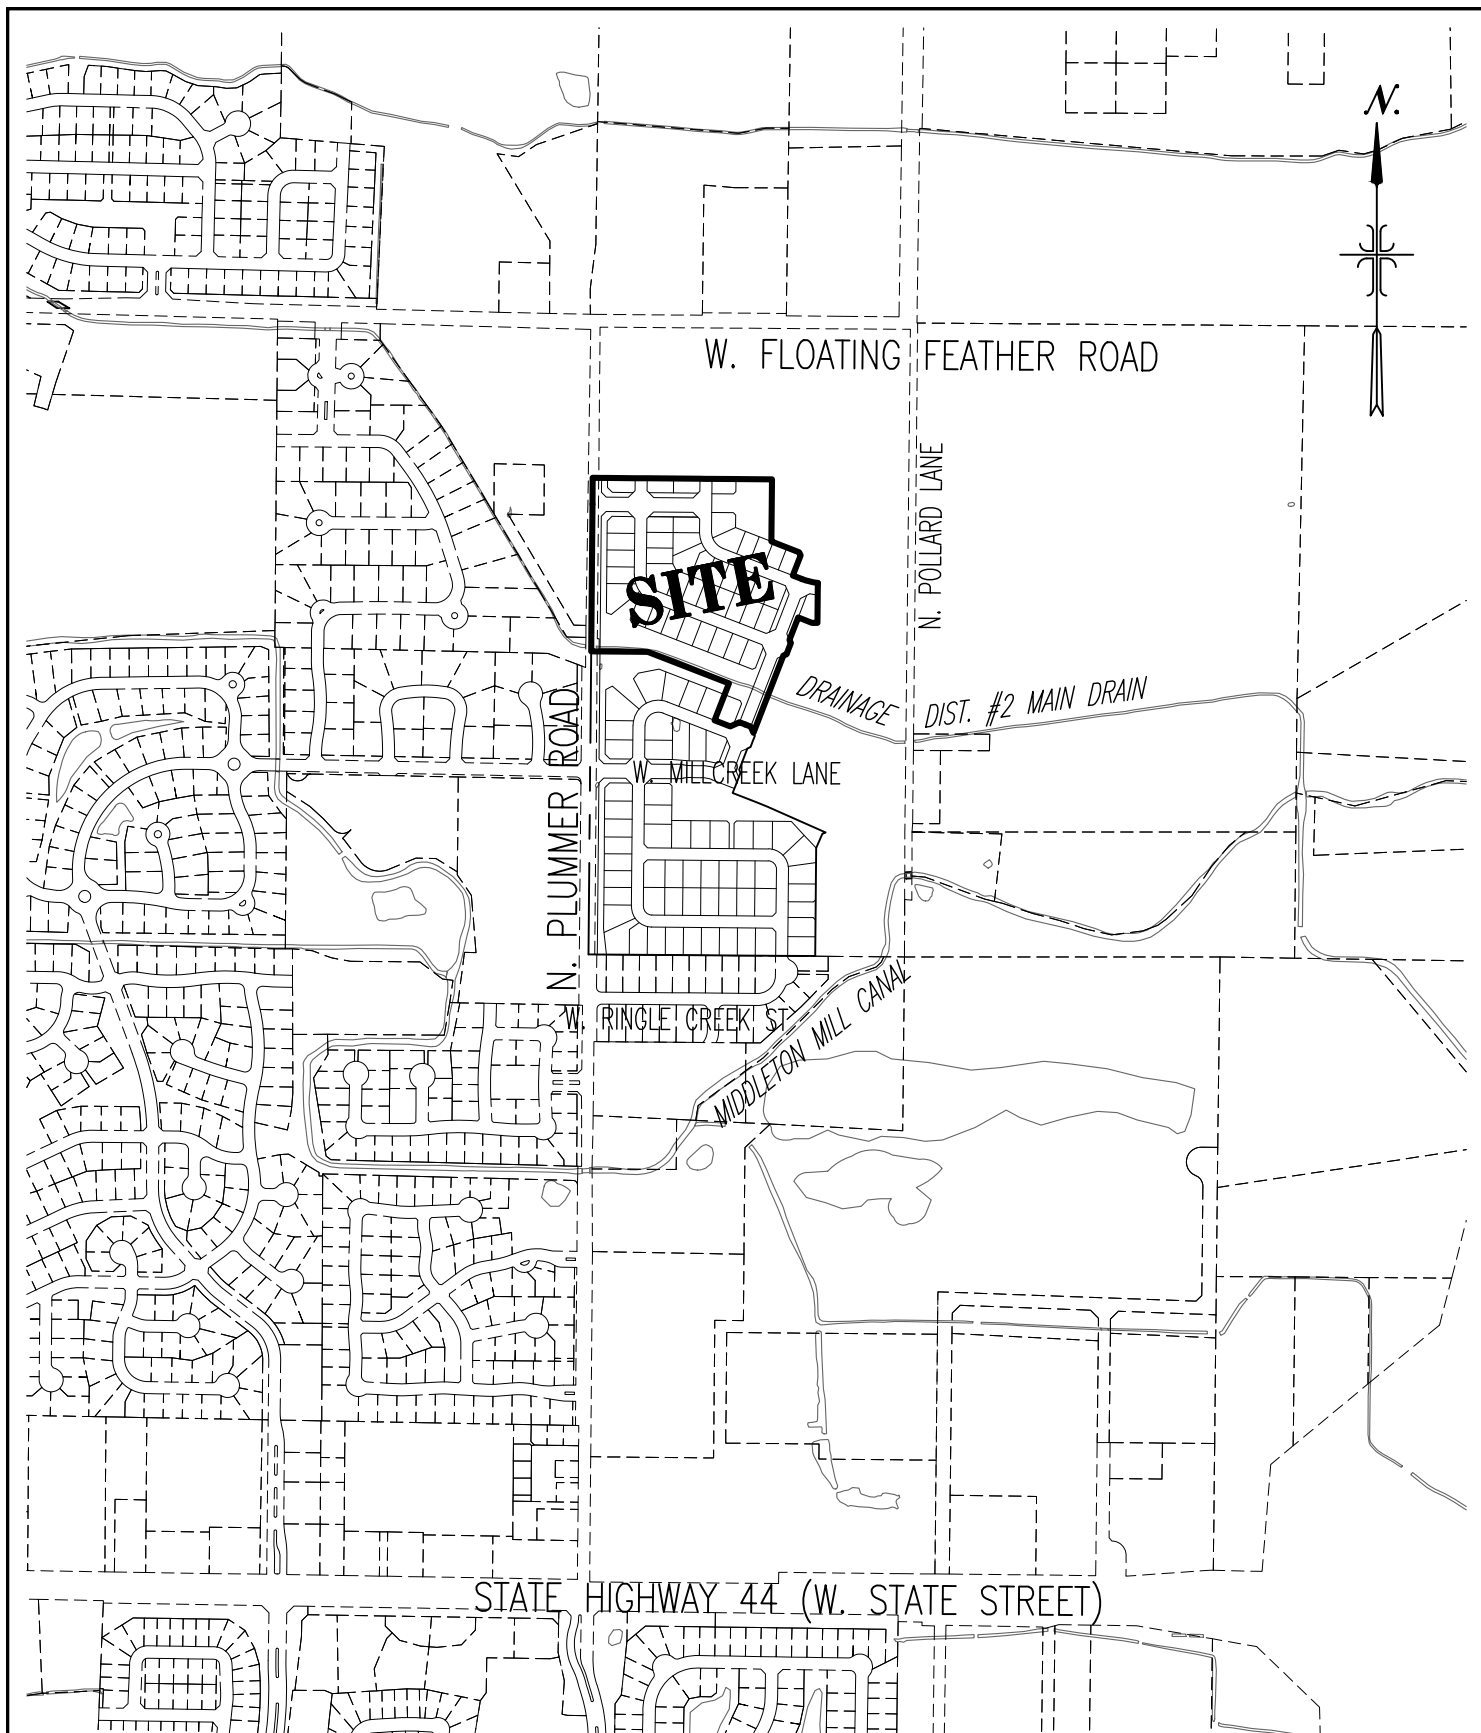 N.
W. FLOATING FEATHER ROAD
N. POLLARD LANE
SITE
DRAINAGE DIST. #2 MAIN DRAIN
N. PLUMMER ROAD
W. MILLCREEK LANE
W. RINGLE CREEK ST
MIDDLETON MILL CANAL
STATE HIGHWAY 44 (W. STATE STREET)